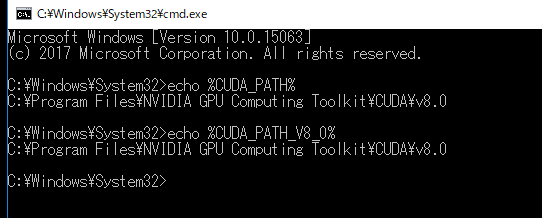 C:¥Windows¥System32¥cmd.exe
Microsoft Windows [Version 10.0.15063]
(c) 2017 Microsoft Corporation. All rights reserved.
C:¥Windows¥System32>echo %CUDA_PATH%
C:¥Program Files¥NVIDIA GPU Computing Toolkit¥CUDA¥v8.0
C:¥Windows¥System32>echo %CUDA_PATH_V8_0%
C:¥Program Files¥NVIDIA GPU Computing Toolkit¥CUDA¥v8.0
C:¥Windows¥System32>